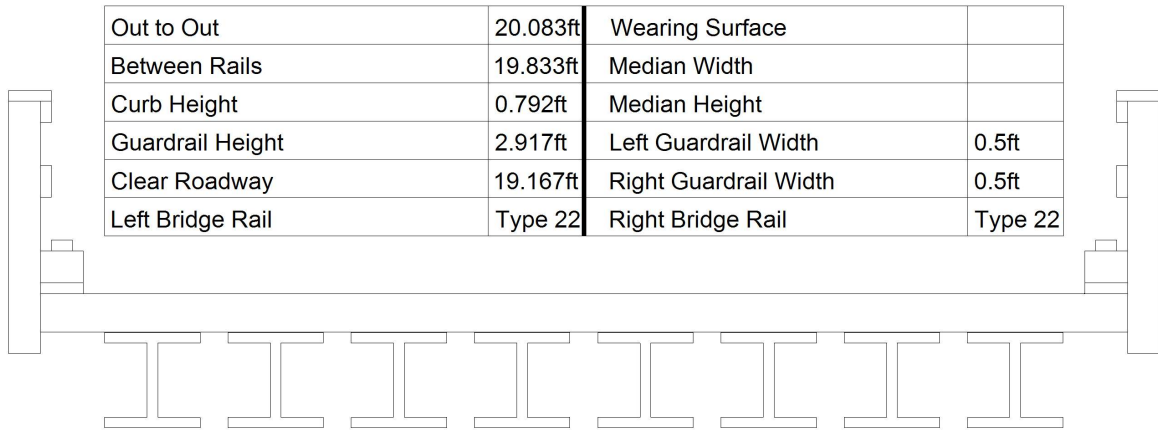 Out to Out 20.083ft Wearing Surface
Between Rails 19.833ft Median Width
Curb Height 0.792ft Median Height
Guardrail Height 2.917ft Left Guardrail Width 0.5ft
Clear Roadway 19.167ft Right Guardrail Width 0.5ft
Left Bridge Rail Type 22 Right Bridge Rail Type 22